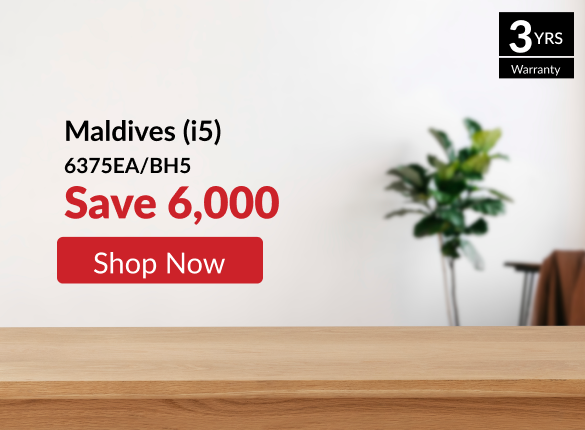 3 YRS
Warranty
Maldives (i5)
6375EA/BH5
Save 6,000
Shop Now